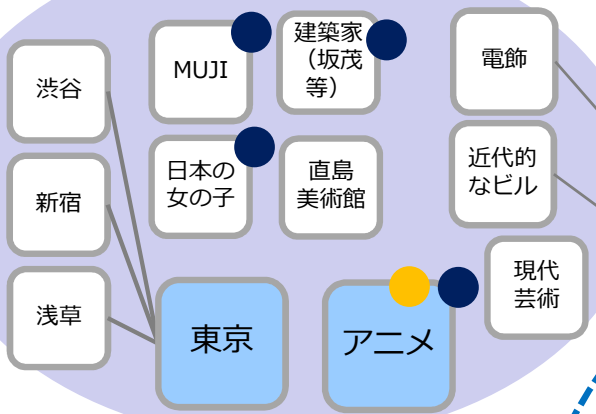 渋谷
新宿
浅草
MUJI
建築家
（坂茂
等）
日本の
女の子
直島
美術館
電飾
近代的
なビル
現代
芸術
東京
アニメ